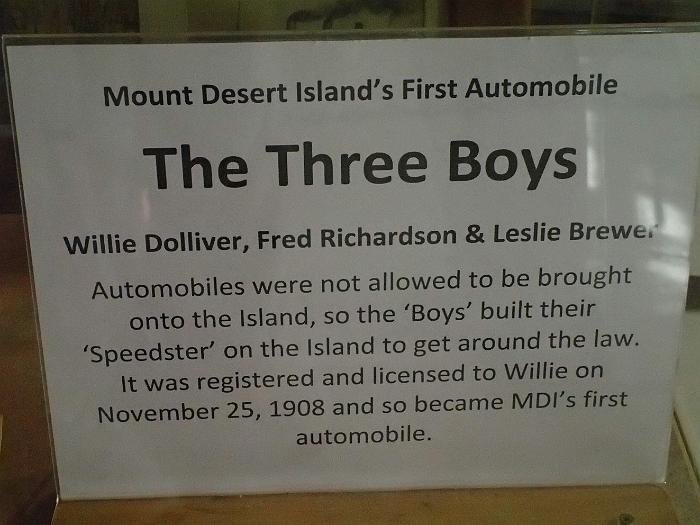 Mount Desert Island's First Automobile
The Three Boys
Willie Dolliver, Fred Richardson & Leslie Brewer
Automobiles were not allowed to be brought
onto the Island, so the 'Boys' built their
'Speedster' on the Island to get around the law.
It was registered and licensed to Willie on
November 25, 1908 and so became MDI's first
automobile.